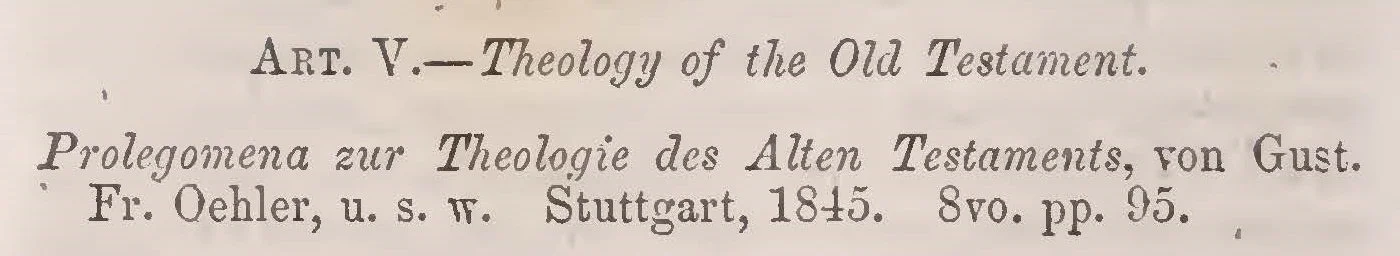 ART. V.—Theology of the Old Testament.
Prolegomena zur Theologie des Alten Testaments, von Gust.
Fr. Oehler, u. s. w. Stuttgart, 1845. 8vo. pp. 95.